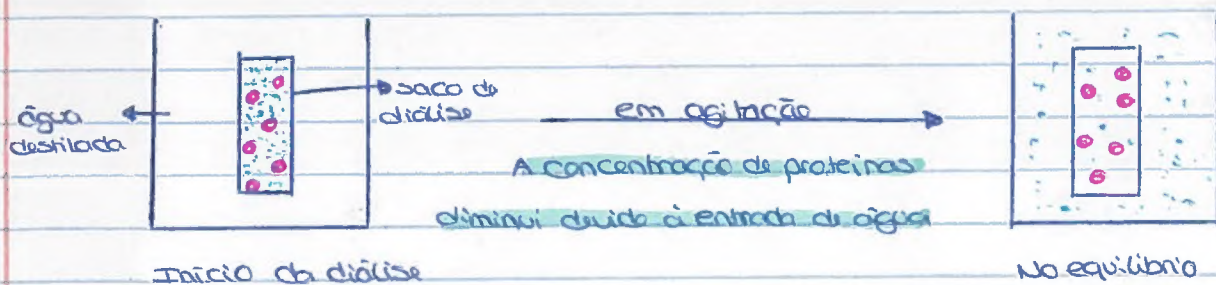 água
destilada
saco de
diálise
em agitação
A concentração de proteínas
diminui devido à entrada de água
Início da diálise
No equilíbrio